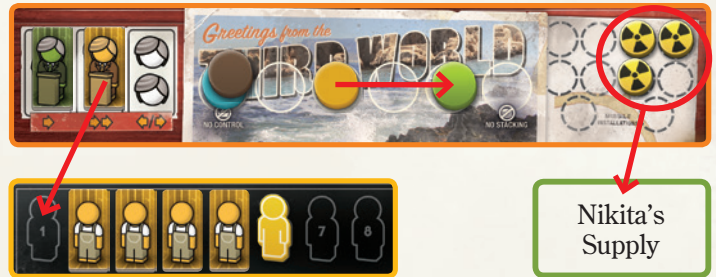 Greetings from the
THIRD WORLD
NO CONTROL
NO STACKING
MISSILE
INSTALLATIONS
1
7
8
Nikita's
Supply